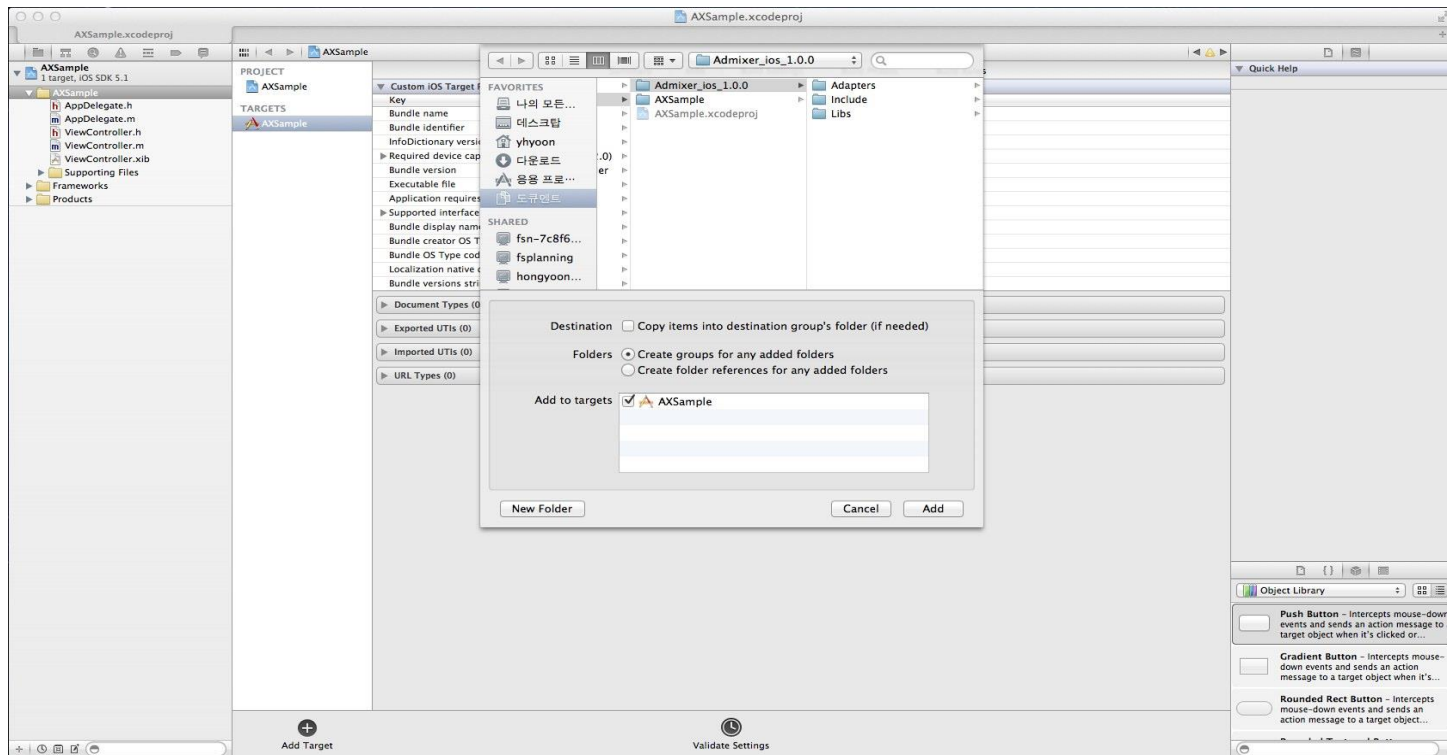 AXSample.xcodeproj
AXSample.xcodeproj
AXSample
1 target, iOS SDK 5.1
AXSample
h AppDelegate.h
m AppDelegate.m
h ViewController.h
m ViewController.m
ViewController.xib
Supporting Files
Frameworks
Products
AXSample
PROJECT
AXSample
TARGETS
AXSample
Custom iOS Target
Key
Bundle name
Bundle identifier
InfoDictionary versi
Required device cap
Bundle version
Executable file
Application requires
Supported interface
Bundle display nam
Bundle creator OS T
Bundle OS Type cod
Localization native
Bundle versions stri
.0)
er
s
Document Types (0
Exported UTIs (0)
Imported UTIs (0)
URL Types (0)
Admixer_ios_1.0.0
FAVORITES
나의 모든...
데스크탑
yhyoon
다운로드
응용 프로...
도큐멘트
SHARED
fsn-7c8f6...
fsplanning
hongyoon...
Admixer_ios_1.0.0
AXSample
AXSample.xcodeproj
Adapters
Include
Libs
Destination Copy items into destination group's folder (if needed)
Folders Create groups for any added folders
Create folder references for any added folders
Add to targets AXSample
New Folder Cancel Add
Add Target
Validate Settings
Quick Help
{}
Object Library
Push Button - Intercepts mouse-down
events and sends an action message to
target object when it's clicked or...
Gradient Button - Intercepts mouse-
down events and sends an action
message to a target object when it's...
Rounded Rect Button - Intercepts
mouse-down events and sends an
action message to a target object...